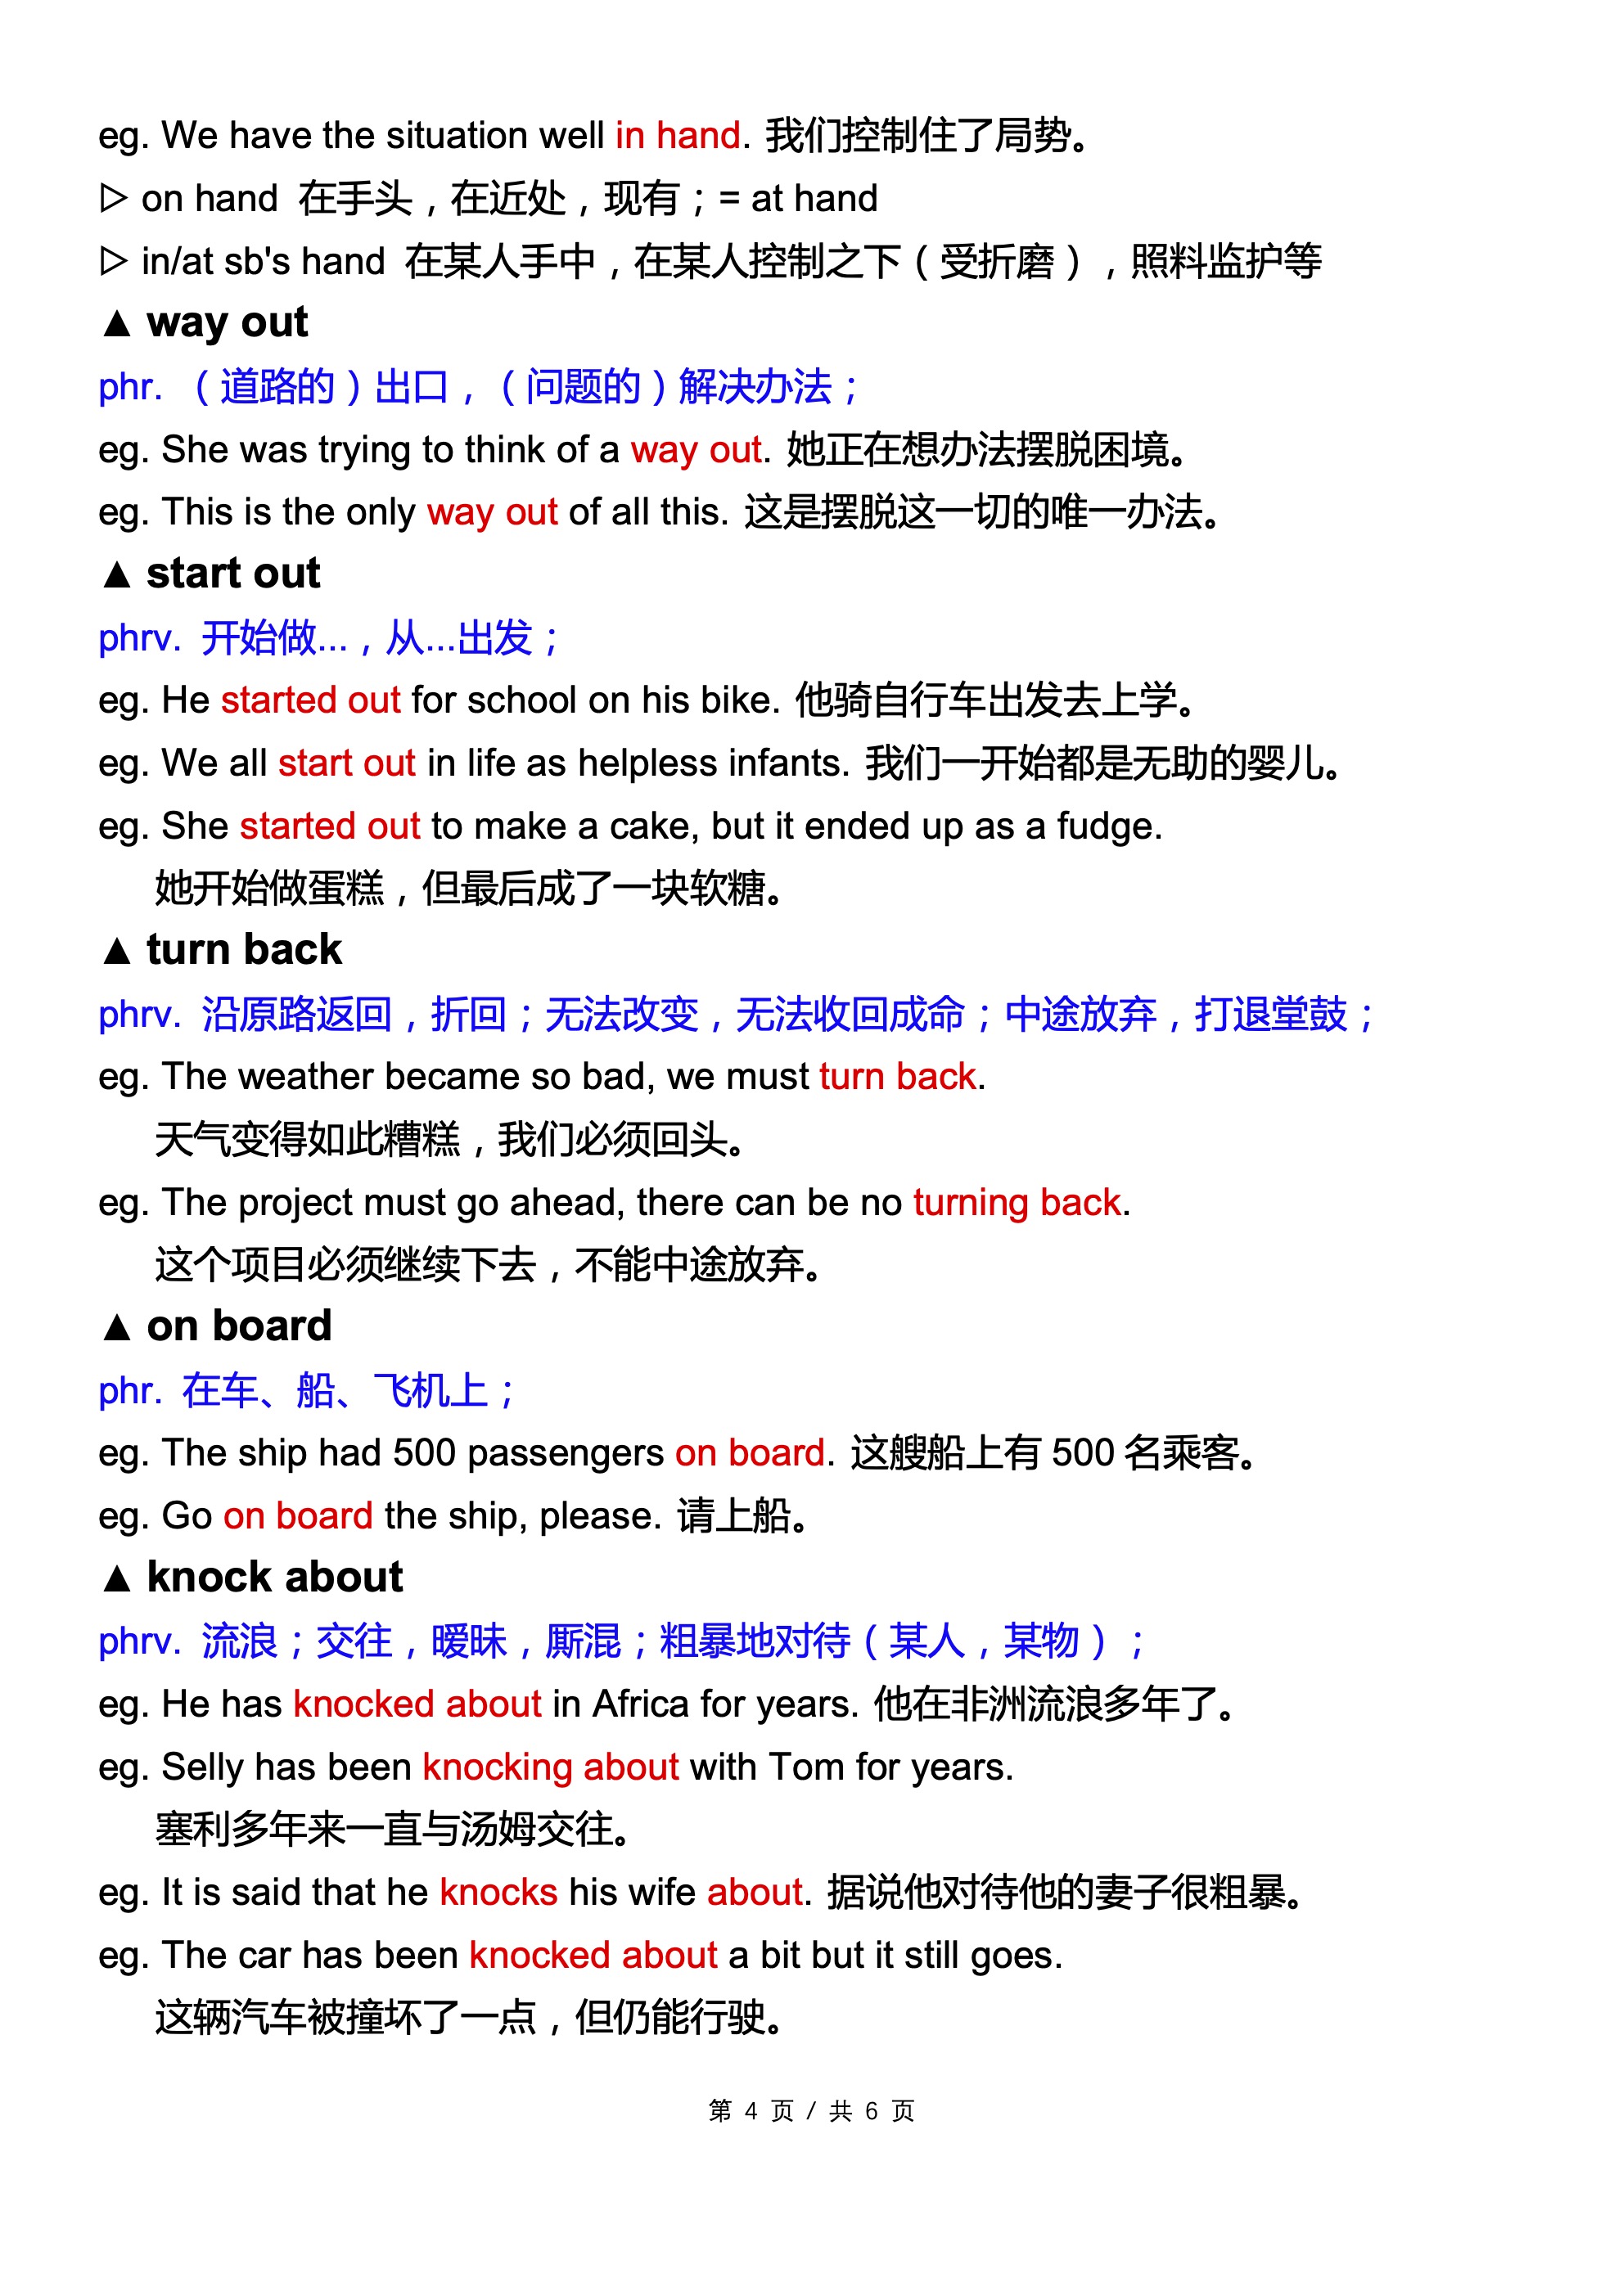 eg. We have the situation well in hand. 我们控制住了局势。
▷ on hand 在手头，在近处，现有；= at hand
▷ in/at sb's hand 在某人手中，在某人控制之下（受折磨），照料监护等
▲ way out
phr. （道路的）出口，（问题的）解决办法；
eg. She was trying to think of a way out. 她正在想办法摆脱困境。
eg. This is the only way out of all this. 这是摆脱这一切的唯一办法。
▲ start out
phrv. 开始做...，从...出发；
eg. He started out for school on his bike. 他骑自行车出发去上学。
eg. We all start out in life as helpless infants. 我们一开始都是无助的婴儿。
eg. She started out to make a cake, but it ended up as a fudge.
她开始做蛋糕，但最后成了一块软糖。
▲ turn back
phrv. 沿原路返回，折回；无法改变，无法收回成命；中途放弃，打退堂鼓；
eg. The weather became so bad, we must turn back.
天气变得如此糟糕，我们必须回头。
eg. The project must go ahead, there can be no turning back.
这个项目必须继续下去，不能中途放弃。
▲ on board
phr. 在车、船、飞机上；
eg. The ship had 500 passengers on board. 这艘船上有 500 名乘客。
eg. Go on board the ship, please. 请上船。
▲ knock about
phrv. 流浪；交往，暧昧，厮混；粗暴地对待（某人，某物）；
eg. He has knocked about in Africa for years. 他在非洲流浪多年了。
eg. Selly has been knocking about with Tom for years.
塞利多年来一直与汤姆交往。
eg. It is said that he knocks his wife about. 据说他对待他的妻子很粗暴。
eg. The car has been knocked about a bit but it still goes.
这辆汽车被撞坏了一点，但仍能行驶。
第 4 页 / 共 6 页